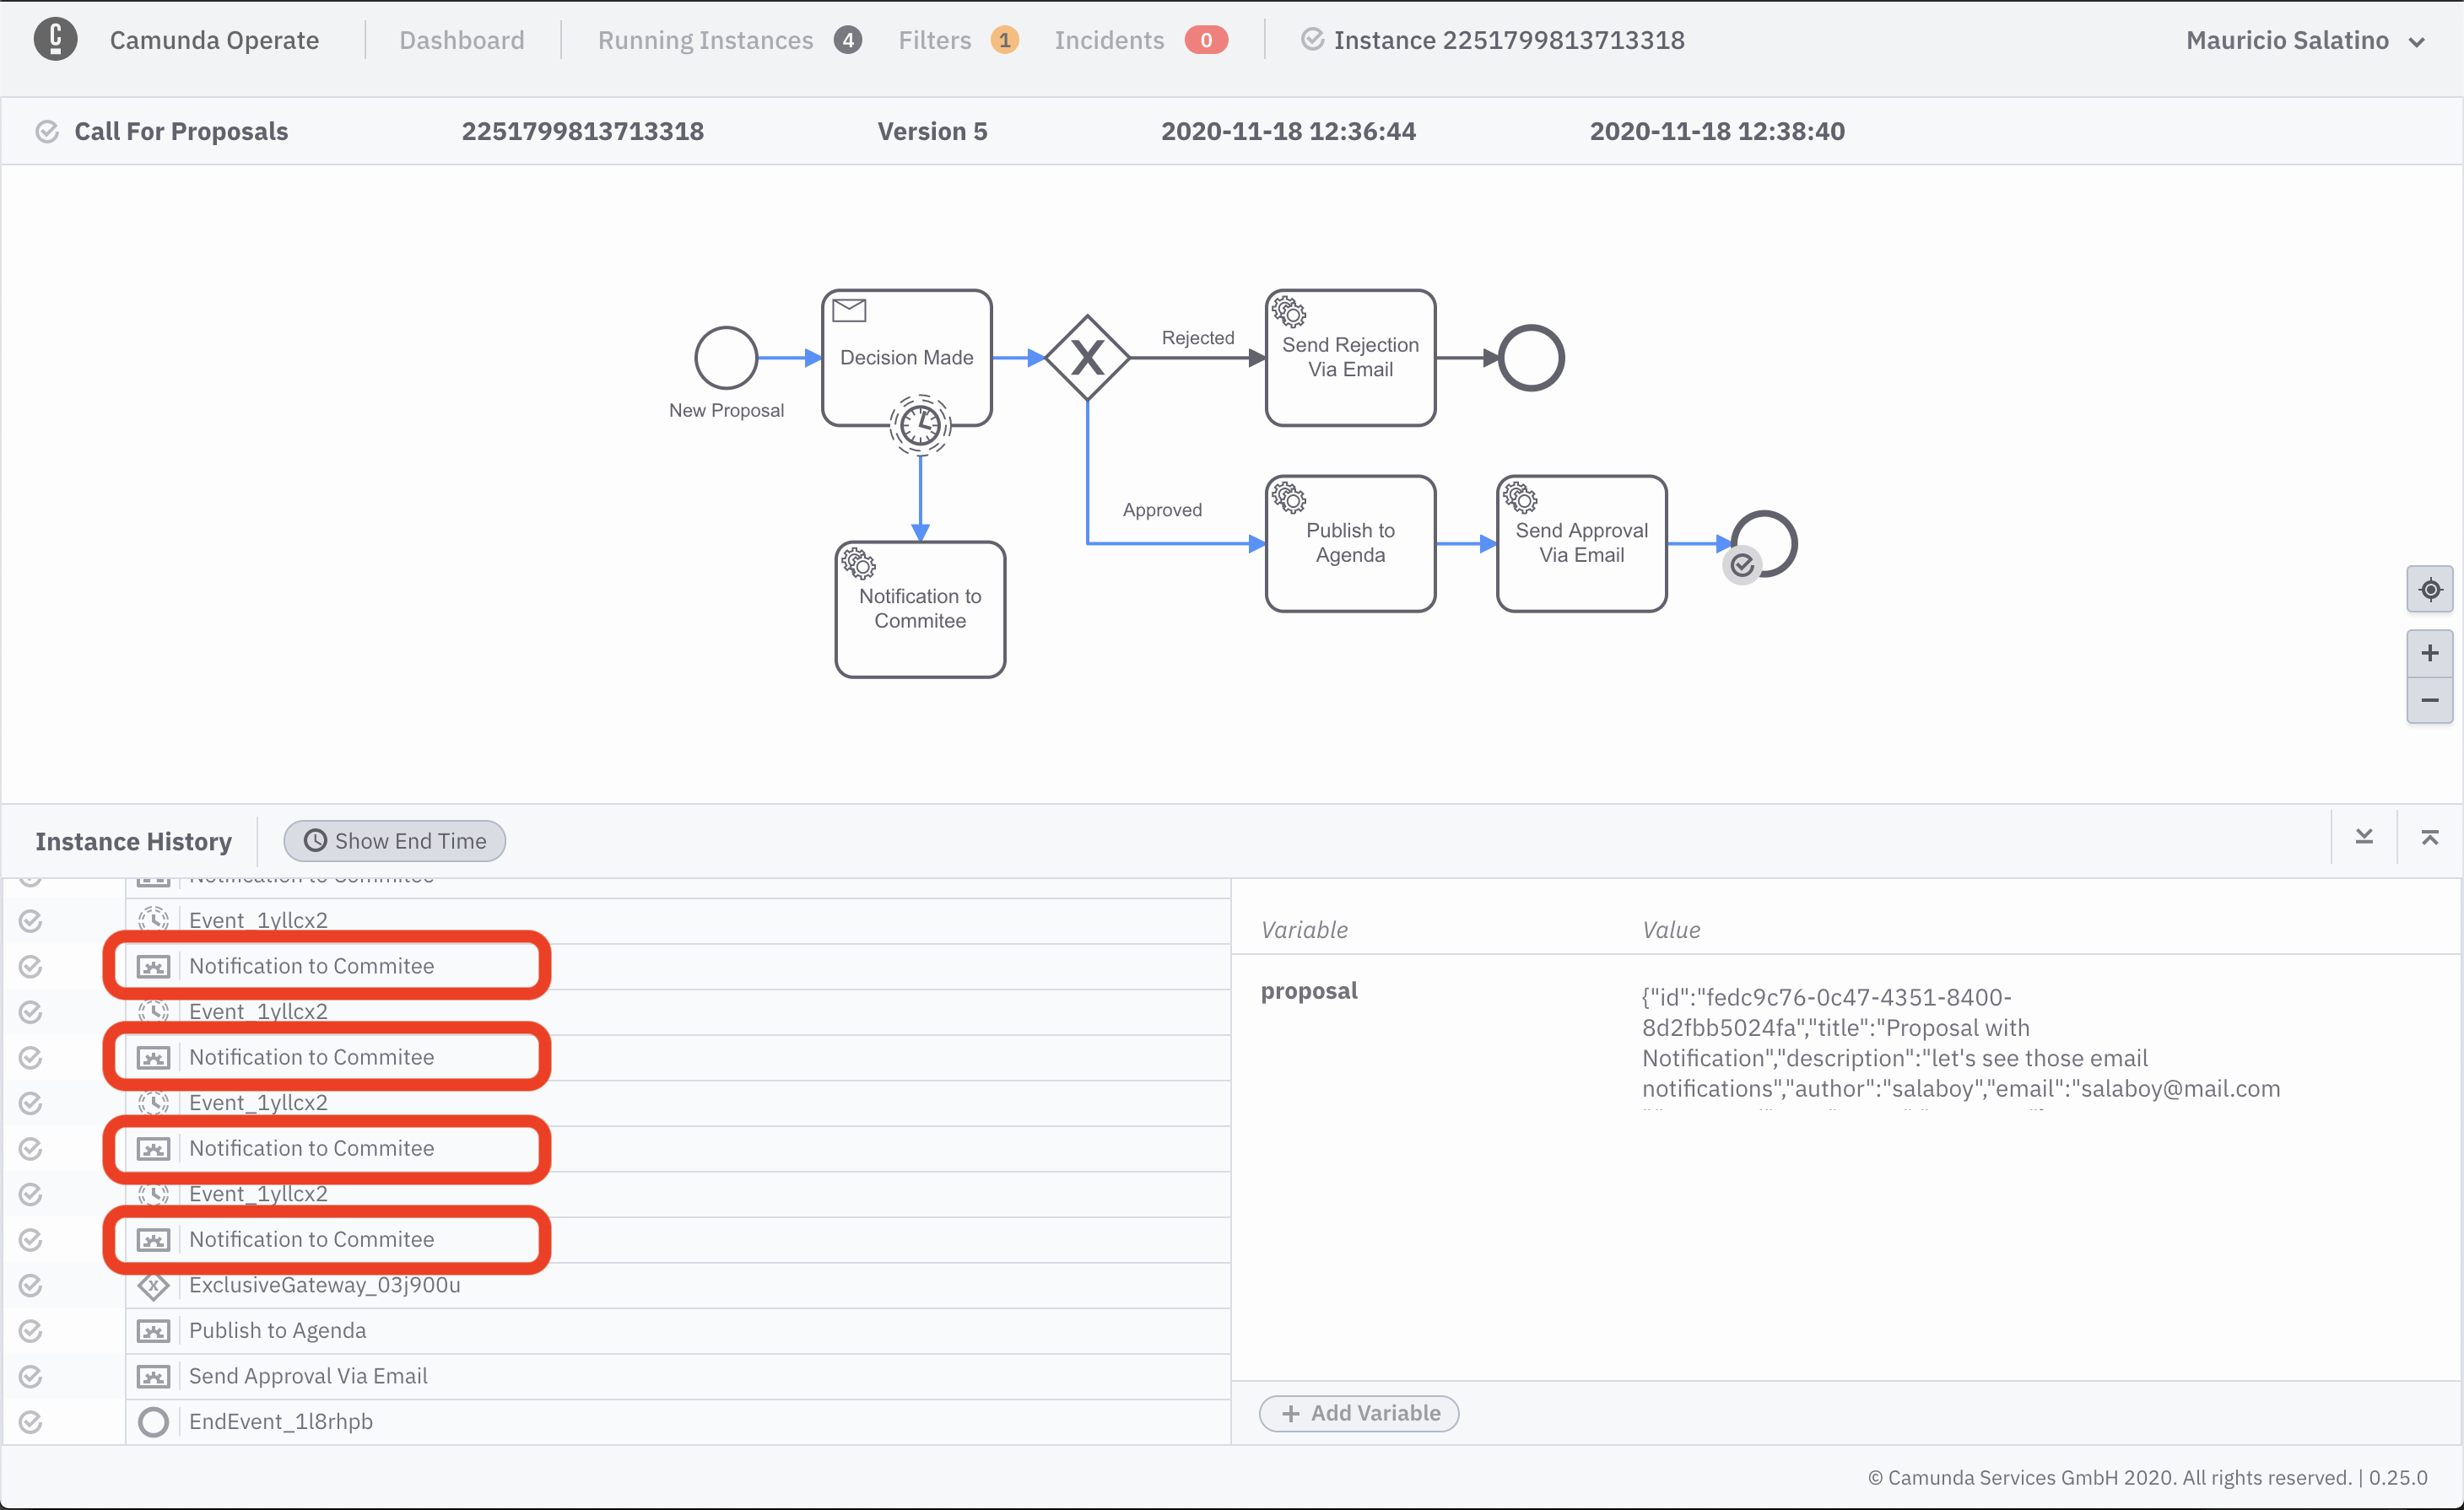 Camunda Operate
Dashboard
Running Instances 4
Filters 1
Incidents 0
Instance 2251799813713318
Mauricio Salatino
Call For Proposals
2251799813713318
Version 5
2020-11-18 12:36:44
2020-11-18 12:38:40
New Proposal
Decision Made
X
Rejected
Send Rejection
Via Email
Approved
Publish to
Agenda
Send Approval
Via Email
Notification to
Commitee
Instance History
Show End Time
Notification to Commitee
Event_1yllcx2
Notification to Commitee
Event_1yllcx2
Notification to Commitee
Event_1yllcx2
Notification to Commitee
Event_1yllcx2
Notification to Commitee
ExclusiveGateway_03j900u
Publish to Agenda
Send Approval Via Email
EndEvent_1l8rhpb
Variable
Value
proposal
{"id":"fedc9c76-0c47-4351-8400-
8d2fbb5024fa","title":"Proposal with
Notification","description":"let's see those email
notifications","author":"salaboy","email":"salaboy@mail.com
+ Add Variable
© Camunda Services GmbH 2020. All rights reserved. | 0.25.0